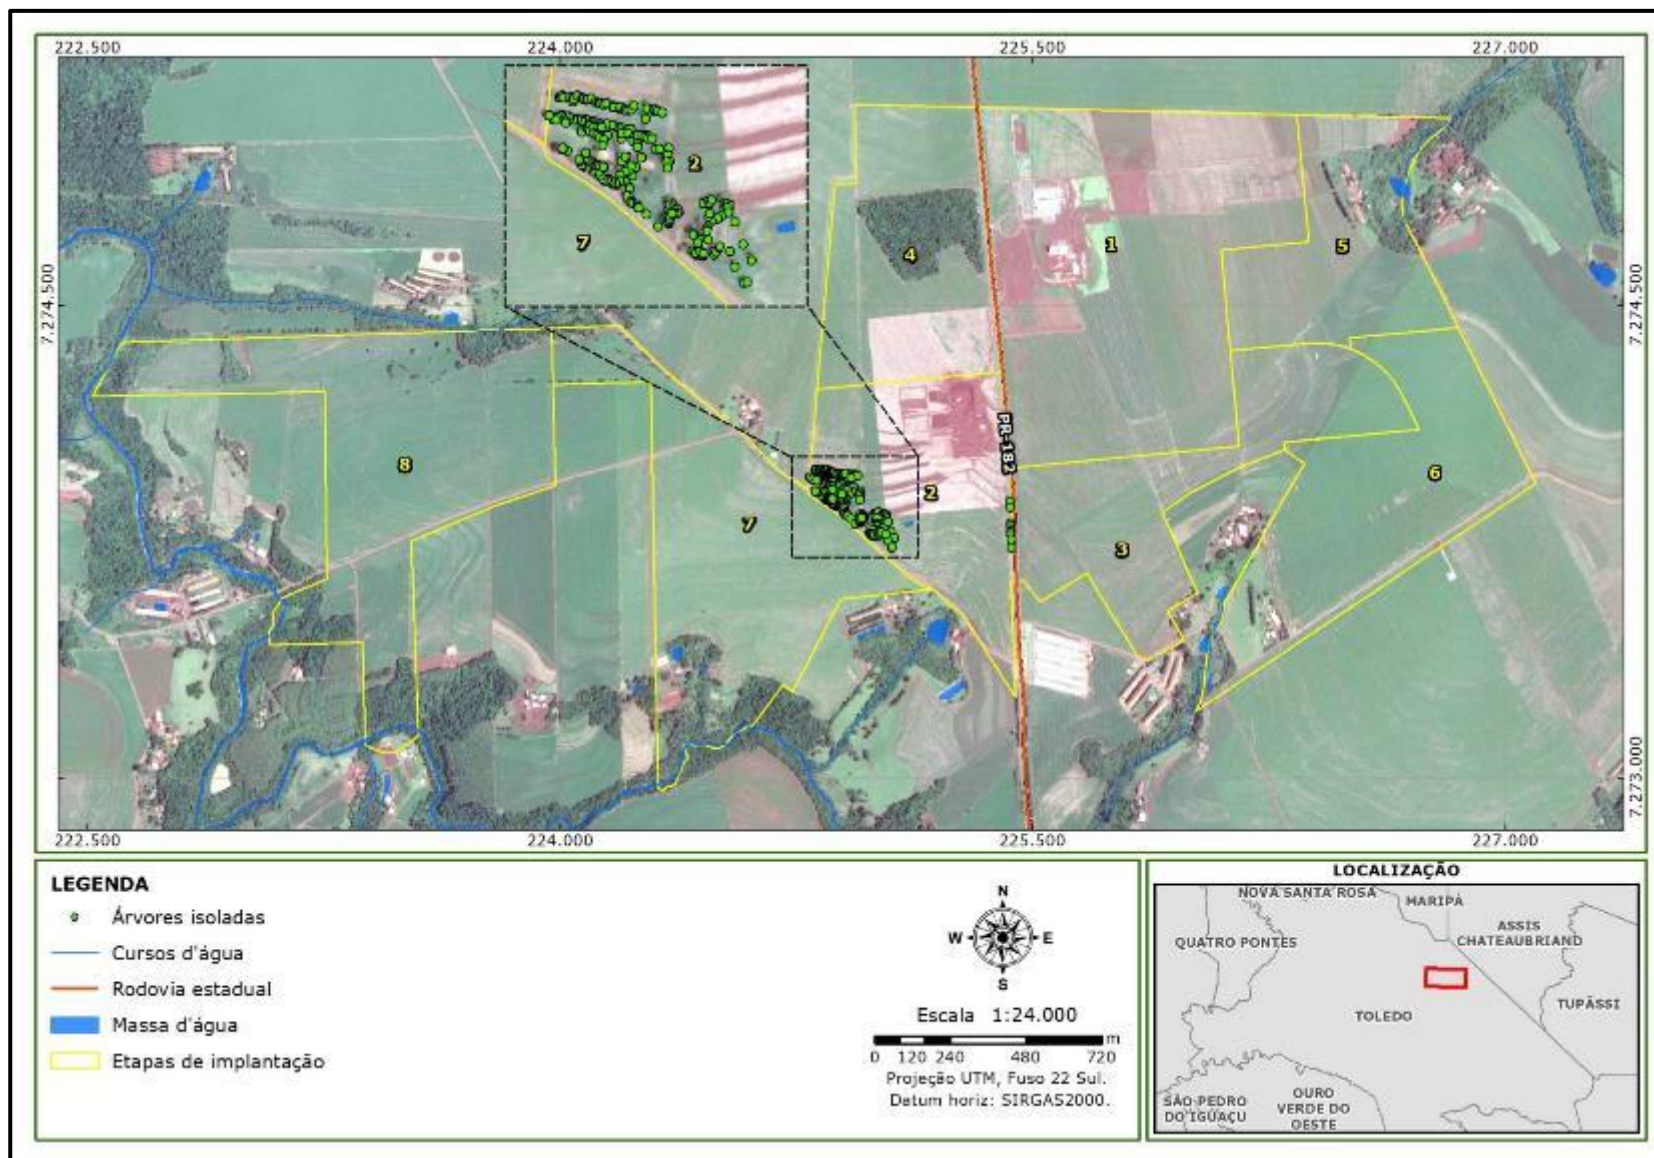 222.500 224.000 225.500 227.000
7.274.500
7.274.500
2
7
4
1
5
8
7
2
PR-182
3
6
7.273.000
222.500 224.000 225.500 227.000
LEGENDA
Árvores isoladas
Cursos d'água
Rodovia estadual
Massa d'água
Etapas de implantação
N
W E
S
Escala 1:24.000
m
0 120 240 480 720
Projeção UTM, Fuso 22 Sul.
Datum horiz: SIRGAS2000.
LOCALIZAÇÃO
NOVA SANTA ROSA
MARIPÁ
ASSIS
CHATEAUBRIAND
QUATRO PONTES
TUPÃSSI
TOLEDO
SÃO PEDRO
DO IGUAÇU
OURO
VERDE DO
OESTE